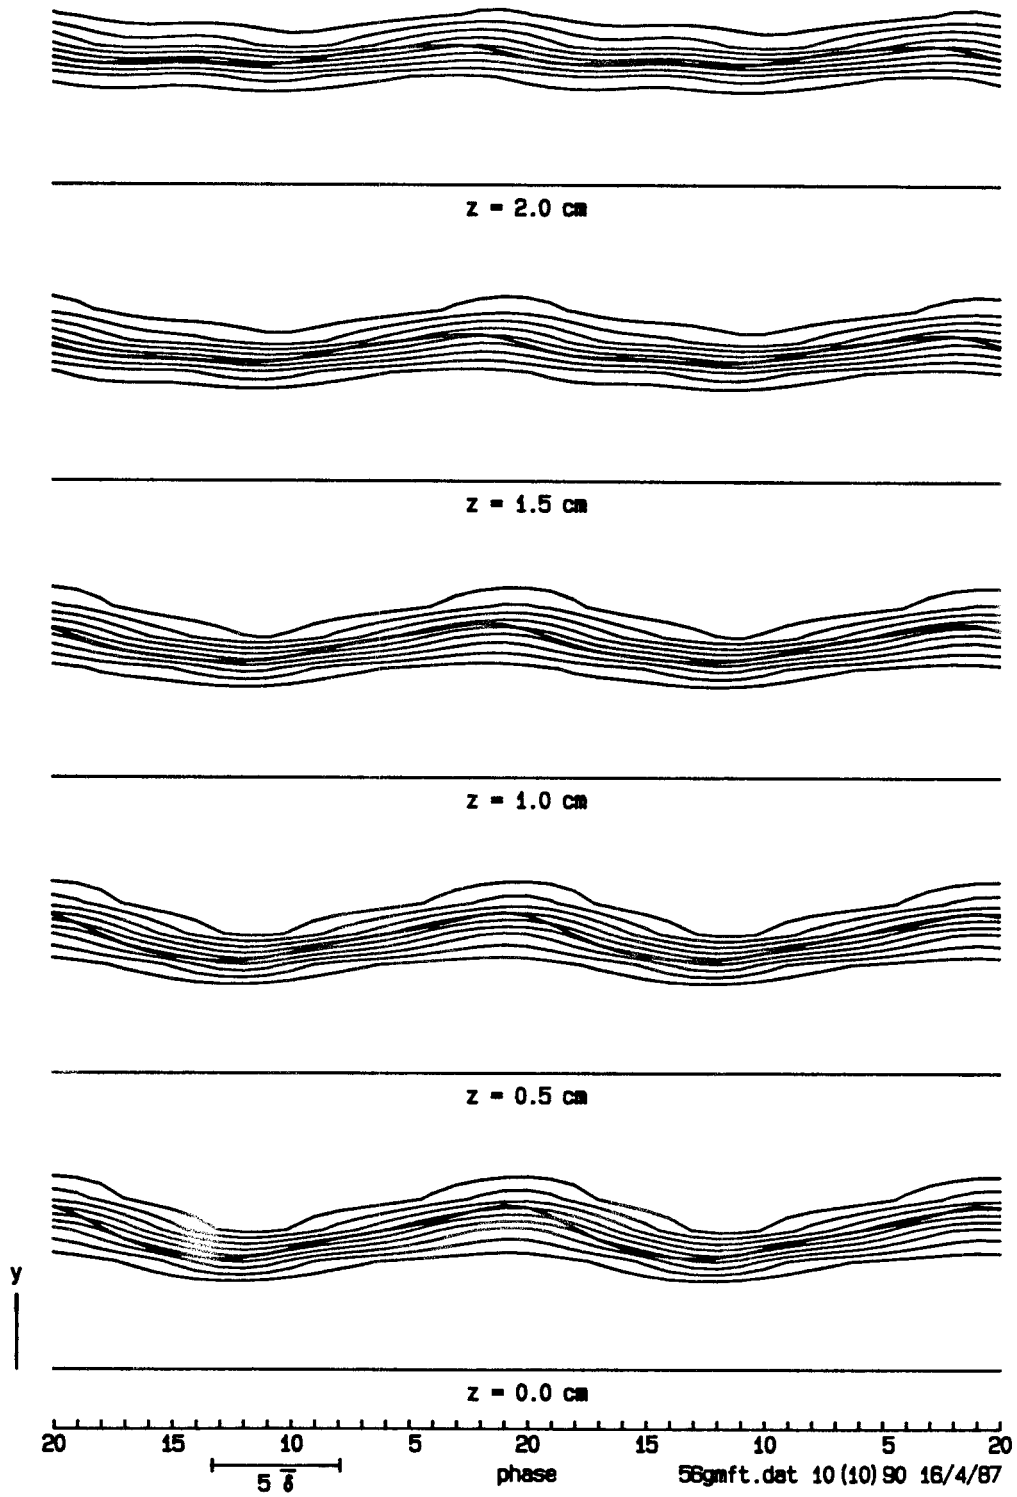 z = 2.0 cm
z = 1.5 cm
z = 1.0 cm
z = 0.5 cm
y
z = 0.0 cm
20 15 10 5 20 15 10 5 20
5 δ̅ phase 56gmft.dat 10(10)90 16/4/87